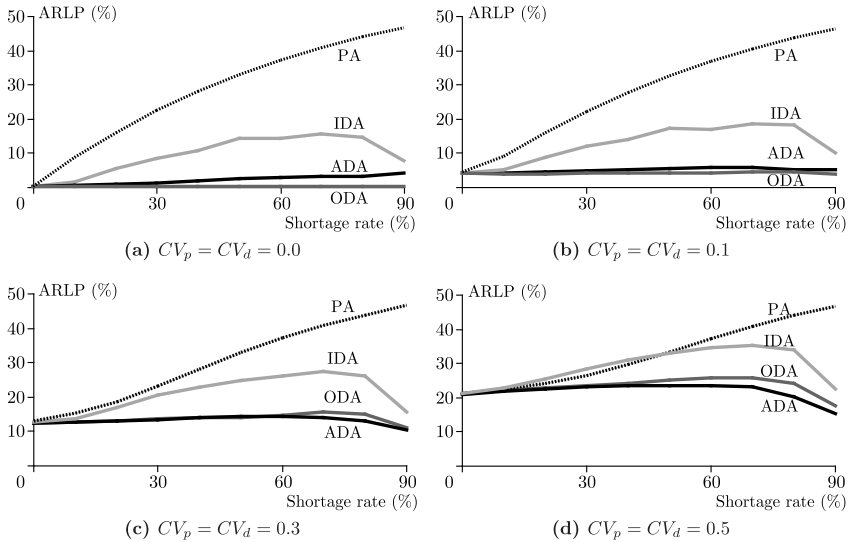 ARLP (%)
50
40
30
20
10
0
30
60
90
PA
IDA
ADA
ODA
Shortage rate (%)
(a) CVp = CVd = 0.0
ARLP (%)
50
40
30
20
10
0
30
60
90
PA
IDA
ADA
ODA
Shortage rate (%)
(b) CVp = CVd = 0.1
ARLP (%)
50
40
30
20
10
0
30
60
90
PA
IDA
ODA
ADA
Shortage rate (%)
(c) CVp = CVd = 0.3
ARLP (%)
50
40
30
20
10
0
30
60
90
PA
IDA
ODA
ADA
Shortage rate (%)
(d) CVp = CVd = 0.5